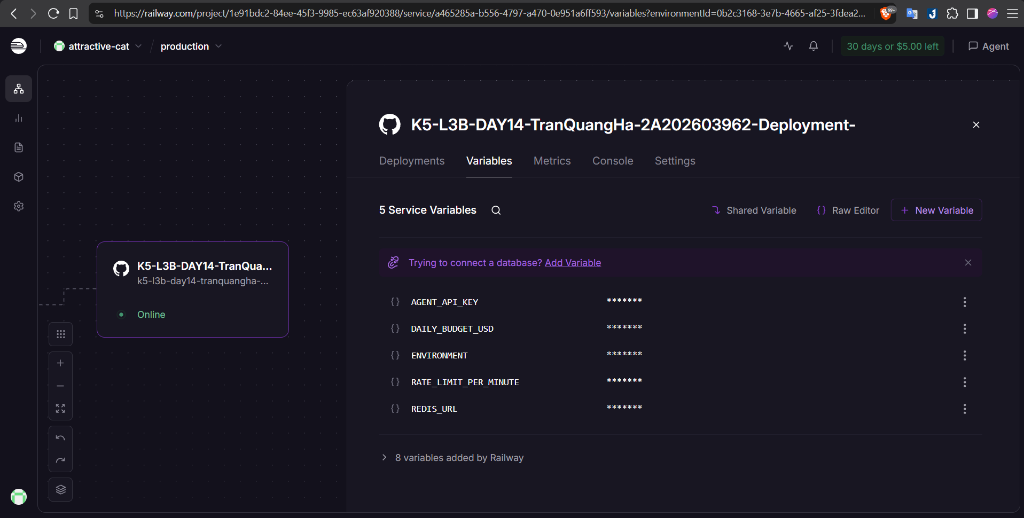 https://railway.com/project/1e91bdc2-84ee-45f3-9985-ec63af920388/service/a465285a-b556-4797-a470-0e951a6ff593/variables?environmentId=0b2c3168-3e7b-4665-af25-3fdea2...
attractive-cat / production
30 days or $5.00 left
Agent
K5-L3B-DAY14-TranQuangHa-2A202603962-Deployment-
Deployments Variables Metrics Console Settings
5 Service Variables
Shared Variable
{} Raw Editor
+ New Variable
Trying to connect a database? Add Variable
K5-L3B-DAY14-TranQua...
k5-l3b-day14-tranquangha-...
Online
{} AGENT_API_KEY *******
{} DAILY_BUDGET_USD *******
{} ENVIRONMENT *******
{} RATE_LIMIT_PER_MINUTE *******
{} REDIS_URL *******
8 variables added by Railway